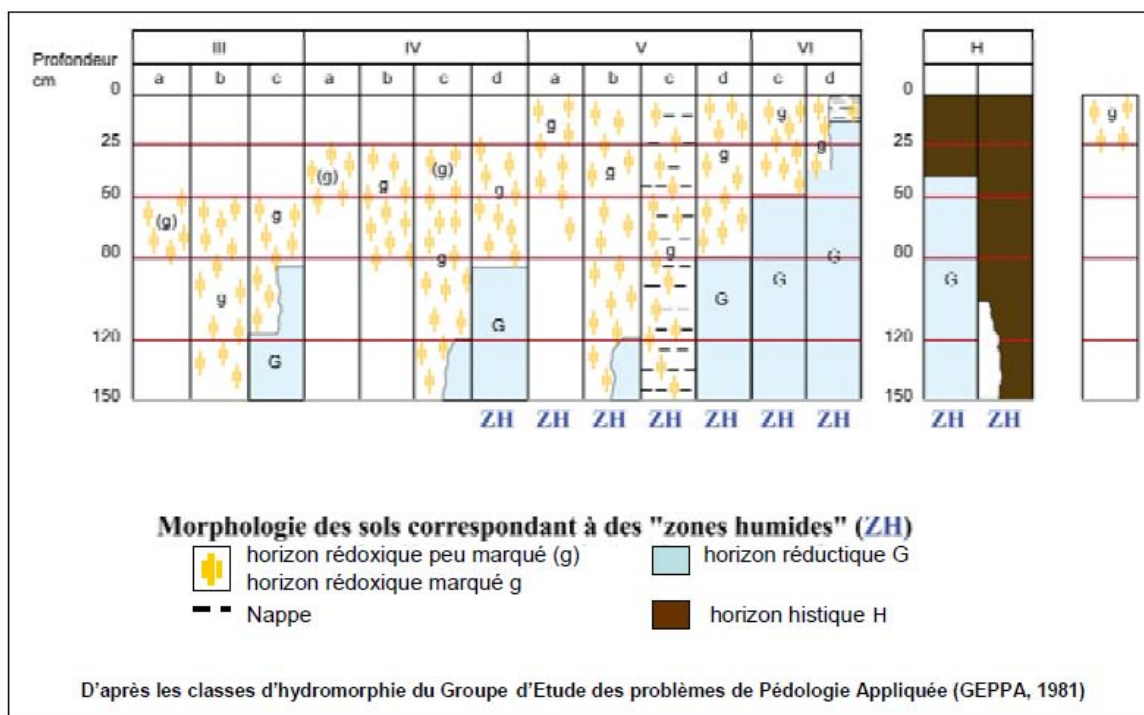 III IV V VI H
Profondeur
cm
a b c a b c d a b c d c d
0 0
g g g
25 25
(g) g (g) g g g
50 50
(g) g g
80 80
g g g G G G G
120 120
G G
150 150
ZH ZH ZH ZH ZH ZH ZH ZH ZH
Morphologie des sols correspondant à des "zones humides" (ZH)
horizon rédoxique peu marqué (g) horizon réductique G
horizon rédoxique marqué g
Nappe horizon histique H
D'après les classes d'hydromorphie du Groupe d'Etude des problèmes de Pédologie Appliquée (GEPPA, 1981)